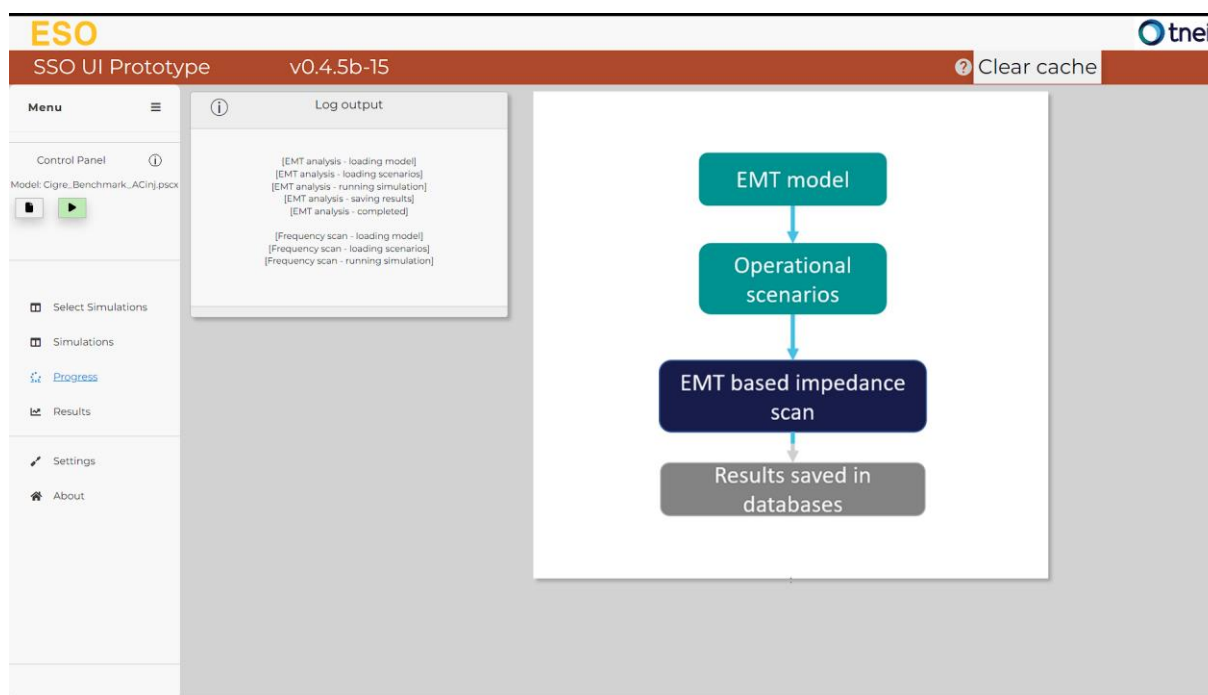 ESO
tnei
SSO UI Prototype v0.4.5b-15
Clear cache
Menu
Control Panel
Model: Cigre_Benchmark_ACinj.pscx
Select Simulations
Simulations
Progress
Results
Settings
About
Log output
[EMT analysis - loading model]
[EMT analysis - loading scenarios]
[EMT analysis - running simulation]
[EMT analysis - saving results]
[EMT analysis - completed]
[Frequency scan - loading model]
[Frequency scan - loading scenarios]
[Frequency scan - running simulation]
EMT model
Operational
scenarios
EMT based impedance
scan
Results saved in
databases